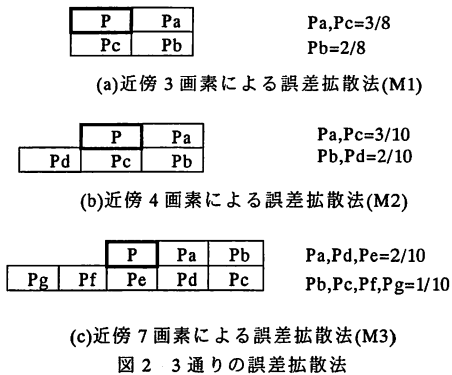 P Pa
Pc Pb
Pa,Pc=3/8
Pb=2/8
(a)近傍3画素による誤差拡散法(M1)
P Pa
Pd Pc Pb
Pa,Pc=3/10
Pb,Pd=2/10
(b)近傍4画素による誤差拡散法(M2)
P Pa Pb
Pg Pf Pe Pd Pc
Pa,Pd,Pe=2/10
Pb,Pc,Pf,Pg=1/10
(c)近傍7画素による誤差拡散法(M3)
図2 3通りの誤差拡散法